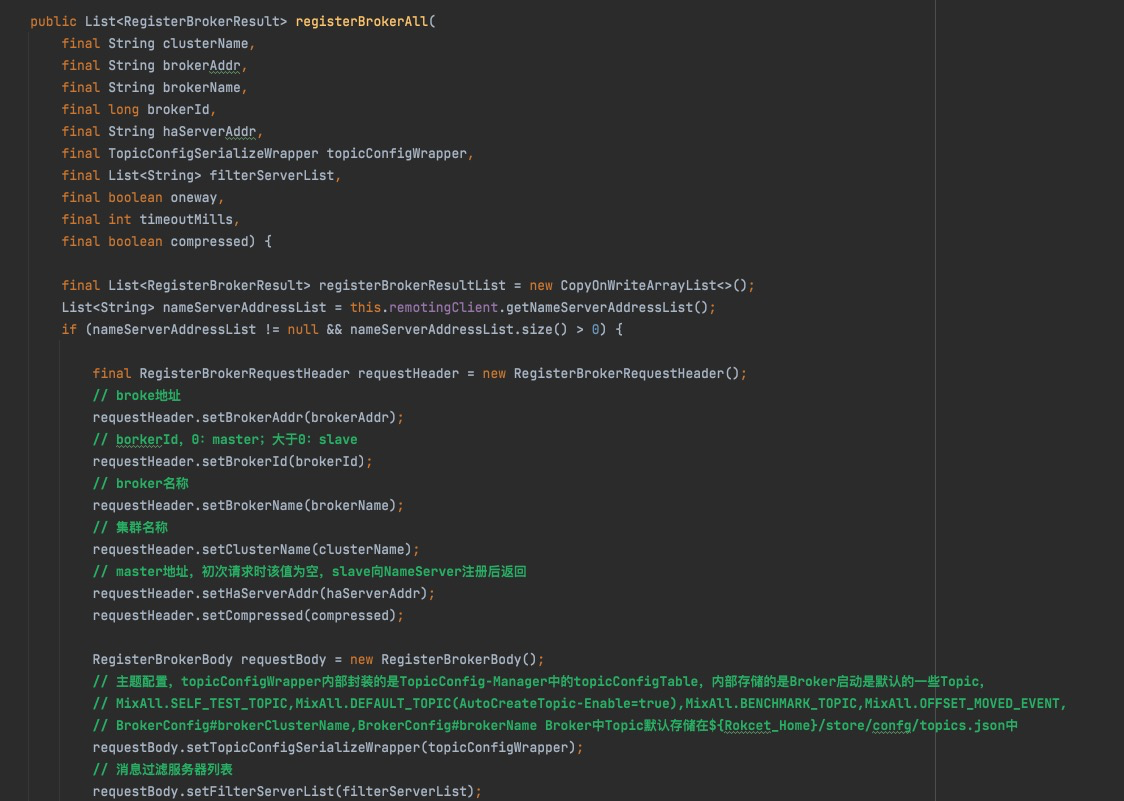 public List<RegisterBrokerResult> registerBrokerAll(
final String clusterName,
final String brokerAddr,
final String brokerName,
final long brokerId,
final String haServerAddr,
final TopicConfigSerializeWrapper topicConfigWrapper,
final List<String> filterServerList,
final boolean oneway,
final int timeoutMills,
final boolean compressed) {
final List<RegisterBrokerResult> registerBrokerResultList = new CopyOnWriteArrayList<>();
List<String> nameServerAddressList = this.remotingClient.getNameServerAddressList();
if (nameServerAddressList != null && nameServerAddressList.size() > 0) {
final RegisterBrokerRequestHeader requestHeader = new RegisterBrokerRequestHeader();
// broke地址
requestHeader.setBrokerAddr(brokerAddr);
// borkerId, 0: master; 大于0: slave
requestHeader.setBrokerId(brokerId);
// broker名称
requestHeader.setBrokerName(brokerName);
// 集群名称
requestHeader.setClusterName(clusterName);
// master地址, 初次请求时该值为空, slave向NameServer注册后返回
requestHeader.setHaServerAddr(haServerAddr);
requestHeader.setCompressed(compressed);
RegisterBrokerBody requestBody = new RegisterBrokerBody();
// 主题配置, topicConfigWrapper内部封装的是TopicConfig-Manager中的topicConfigTable, 内部存储的是Broker启动是默认的一些Topic,
// MixAll.SELF_TEST_TOPIC,MixAll.DEFAULT_TOPIC(AutoCreateTopic-Enable=true),MixAll.BENCHMARK_TOPIC,MixAll.OFFSET_MOVED_EVENT,
// BrokerConfig#brokerClusterName,BrokerConfig#brokerName Broker中Topic默认存储在${Rokcet_Home}/store/confg/topics.json中
requestBody.setTopicConfigSerializeWrapper(topicConfigWrapper);
// 消息过滤服务器列表
requestBody.setFilterServerList(filterServerList);